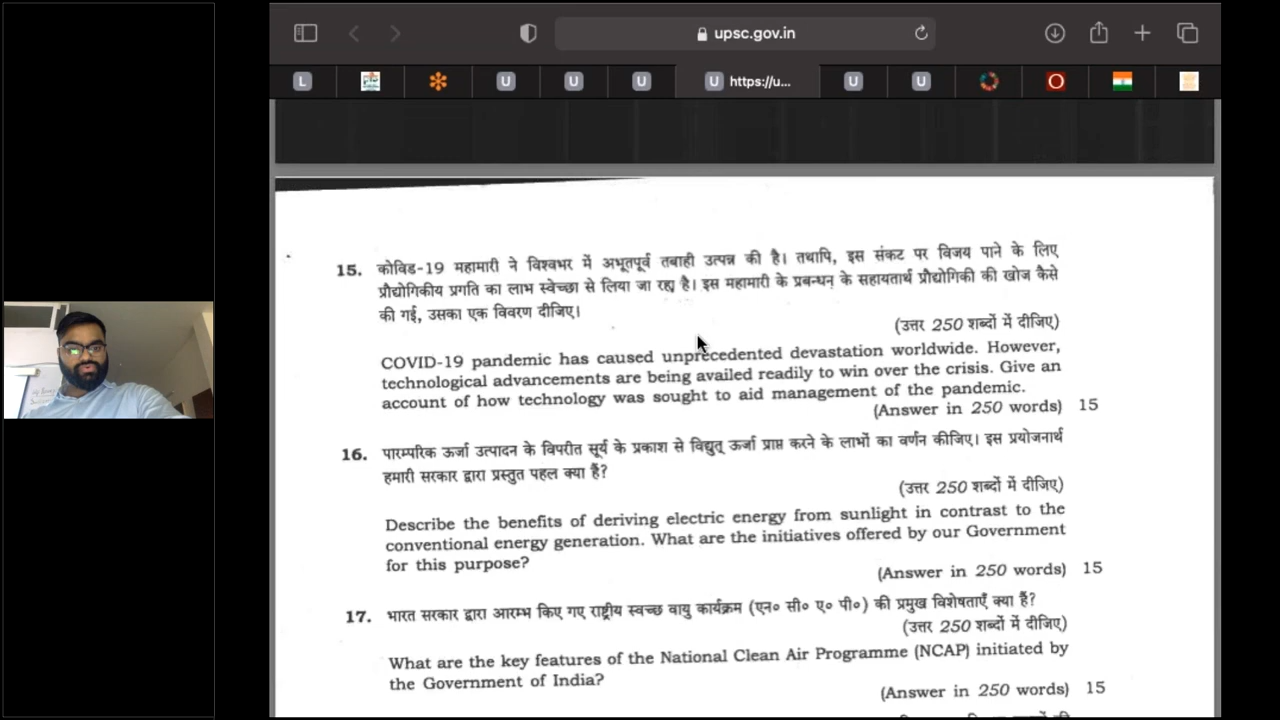 upsc.gov.in
L U U U U https://u... U U O
15. कोविड-19 महामारी ने विश्वभर में अभूतपूर्व तबाही उत्पन्न की है। तथापि, इस संकट पर विजय पाने के लिए
प्रौद्योगिकीय प्रगति का लाभ स्वेच्छा से लिया जा रहा है। इस महामारी के प्रबन्धन के सहायतार्थ प्रौद्योगिकी की खोज कैसे
की गई, उसका एक विवरण दीजिए।
(उत्तर 250 शब्दों में दीजिए)
COVID-19 pandemic has caused unprecedented devastation worldwide. However,
technological advancements are being availed readily to win over the crisis. Give an
account of how technology was sought to aid management of the pandemic.
(Answer in 250 words) 15
16. पारम्परिक ऊर्जा उत्पादन के विपरीत सूर्य के प्रकाश से विद्युत् ऊर्जा प्राप्त करने के लाभों का वर्णन कीजिए। इस प्रयोजनार्थ
हमारी सरकार द्वारा प्रस्तुत पहल क्या हैं?
(उत्तर 250 शब्दों में दीजिए)
Describe the benefits of deriving electric energy from sunlight in contrast to the
conventional energy generation. What are the initiatives offered by our Government
for this purpose?
(Answer in 250 words) 15
17. भारत सरकार द्वारा आरम्भ किए गए राष्ट्रीय स्वच्छ वायु कार्यक्रम (एन० सी० ए० पी०) की प्रमुख विशेषताएँ क्या हैं?
(उत्तर 250 शब्दों में दीजिए)
What are the key features of the National Clean Air Programme (NCAP) initiated by
the Government of India?
(Answer in 250 words) 15